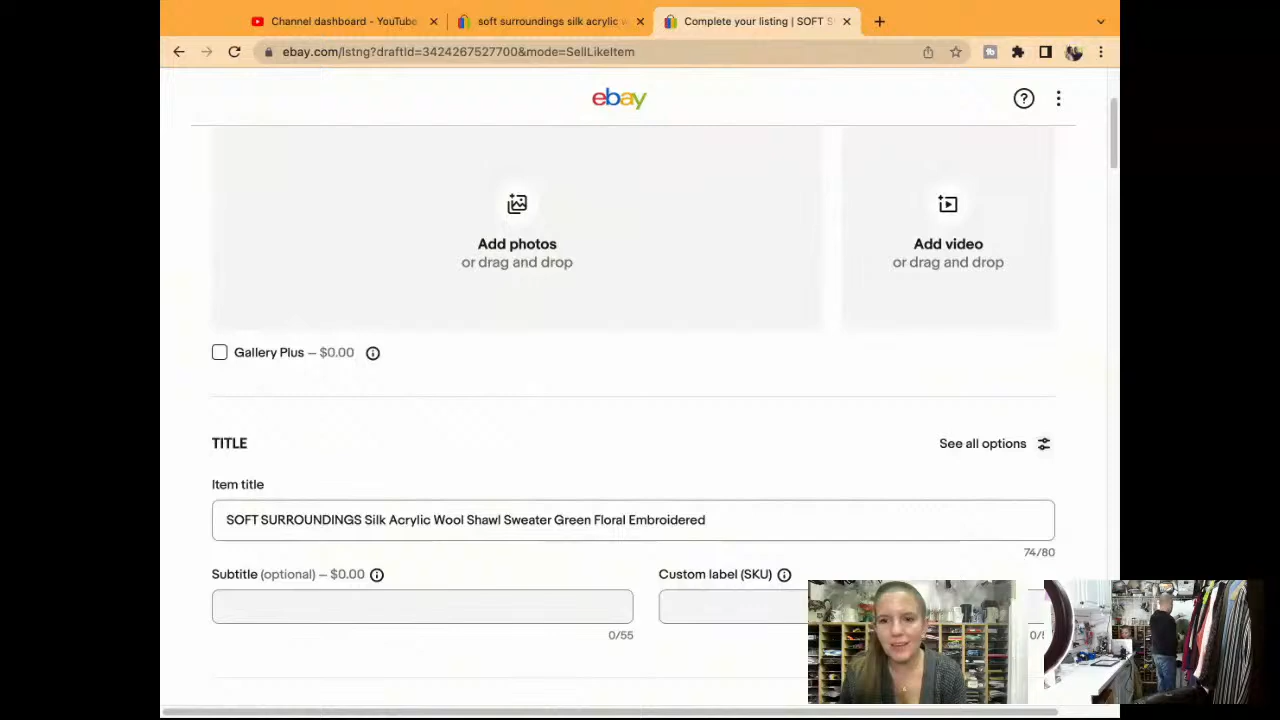 Channel dashboard - YouTube
soft surroundings silk acrylic
Complete your listing | SOFT S
ebay.com/lstng?draftId=3424267527700&mode=SellLikeItem
ebay
Add photos
or drag and drop
Add video
or drag and drop
Gallery Plus – $0.00
TITLE
See all options
Item title
SOFT SURROUNDINGS Silk Acrylic Wool Shawl Sweater Green Floral Embroidered
74/80
Subtitle (optional) – $0.00
Custom label (SKU)
0/55